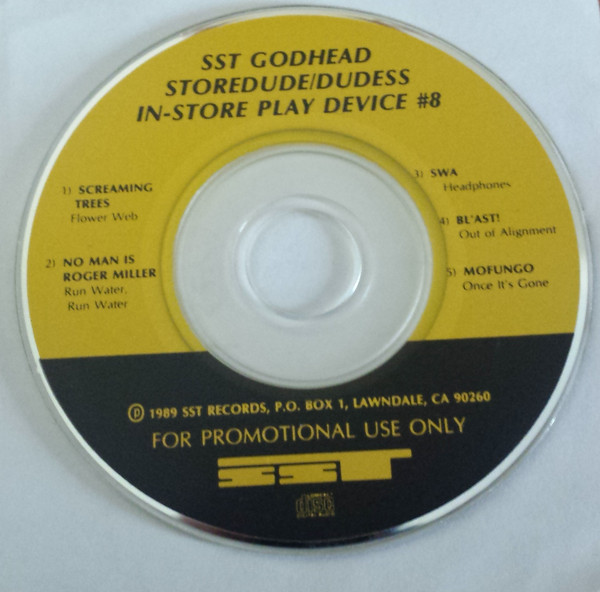 SST GODHEAD
STOREDUDE/DUDESS
IN-STORE PLAY DEVICE #8
1) SCREAMING
TREES
Flower Web
2) NO MAN IS
ROGER MILLER
Run Water,
Run Water
3) SWA
Headphones
4) BL'AST!
Out of Alignment
5) MOFUNGO
Once It's Gone
℗ 1989 SST RECORDS, P.O. BOX 1, LAWNDALE, CA 90260
FOR PROMOTIONAL USE ONLY
SST